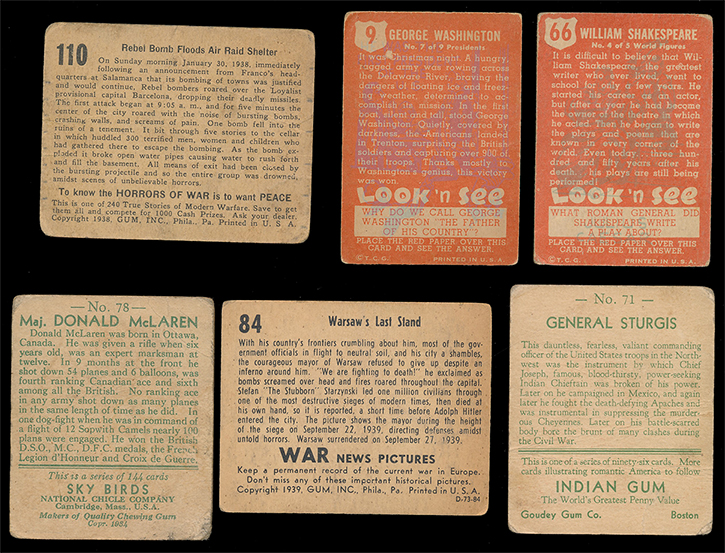 110
Rebel Bomb Floods Air Raid Shelter
On Sunday morning January 30, 1938, immediately
following an announcement from Franco's head-
quarters at Salamanca that its bombing of towns was justified
and would continue, Rebel bombers roared over the Loyalist
provisional capital Barcelona, dropping their deadly missiles.
The first attack began at 9:05 a. m., and for five minutes the
center of the city roared with the noise of bursting bombs,
crashing walls, and screams of pain. One bomb fell into the
ruins of a tenement. It bit through five stories to the cellar
in which huddled 300 terrified men, women and children who
had gathered there to escape the bombing. As the bomb ex-
ploded it broke open water pipes causing water to rush forth
and fill the basement. All means of exit had been closed by
the bursting projectile and so the entire group was drowned,
amidst scenes of unbelievable horrors.
To know the HORRORS OF WAR is to want PEACE
This is one of 240 True Stories of Modern Warfare. Save to get
them all and compete for 1000 Cash Prizes. Ask your dealer.
Copyright 1938, GUM, INC., Phila., Pa. Printed in U. S. A.
9
GEORGE WASHINGTON
No. 7 of 9 Presidents
It was Christmas night. A hungry,
ragged army was rowing across
the Delaware River, braving the
dangers of floating ice and freez-
ing weather, determined to ac-
complish its mission. In the first
boat, silent and tall, stood George
Washington. Quietly, covered by
darkness, the Americans landed
in Trenton, surprising the British
soldiers and capturing over 900 of
their troops. Thanks mostly to
Washington's genius, this victory
was won.
LOOK 'n SEE
WHY DO WE CALL GEORGE
WASHINGTON "THE FATHER
OF HIS COUNTRY"?
PLACE THE RED PAPER OVER THIS
CARD AND SEE THE ANSWER.
© T.C.G. PRINTED IN U.S.A.
66
WILLIAM SHAKESPEARE
No. 4 of 5 World Figures
It is difficult to believe that Wil-
liam Shakespeare, the greatest
writer who ever lived, went to
school for only a few years. He
started his career as an actor,
but after a year he had become
the owner of the theatre in which
he acted. Then he began to write
the plays and poems that are
known in every corner of the
world. Even today... three hun-
dred and fifty years after his
death, his plays are still being
performed!
LOOK 'n SEE
WHAT ROMAN GENERAL DID
SHAKESPEARE WRITE
A PLAY ABOUT?
PLACE THE RED PAPER OVER THIS
CARD AND SEE THE ANSWER.
© T.C.G. PRINTED IN U.S.A.
No. 78
Maj. DONALD McLAREN
Donald McLaren was born in Ottawa,
Canada. He was given a rifle when six
years old, was an expert marksman at
twelve. In 9 months at the front he
shot down 54 planes and 6 balloons, was
fourth ranking Canadian ace and sixth
among all the British. No ranking ace
in any army shot down as many planes
in the same length of time as he did. In
one dog-fight when he was in command of
a flight of 12 Sopwith Camels nearly 100
planes were engaged. He won the British
D.S.O., M.C., D.F.C. medals, the French
Legion d'Honneur and Croix de Guerre.
This is a series of 144 cards
SKY BIRDS
NATIONAL CHICLE COMPANY
Cambridge, Mass., U.S.A.
Makers of Quality Chewing Gum
Copr. 1934
84
Warsaw's Last Stand
With his country's frontiers crumbling about him, most of the gov-
ernment officials in flight to neutral soil, and his city a shambles,
the courageous mayor of Warsaw refused to give up despite an
inferno around him. "We are fighting to death!" he exclaimed as
bombs screamed over head and fires roared throughout the capital.
Stefan "The Stubborn" Starzynski led one million civilians through
one of the most destructive sieges of modern times, then died at
his own hand, so it is reported, a short time before Adolph Hitler
entered the city. The picture shows the mayor during the height
of the siege on September 22, 1939, directing defenses amidst
untold horrors. Warsaw surrendered on September 27, 1939.
WAR NEWS PICTURES
Keep a permanent record of the current war in Europe.
Don't miss any of these important historical pictures.
Copyright 1939, GUM, INC., Phila., Pa. Printed in U. S. A.
D-73-84
No. 71
GENERAL STURGIS
This dauntless, fearless, valiant commanding
officer of the United States troops in the North-
west was the instrument by which Chief
Joseph, famous, blood-thirsty, power-seeking
Indian Chieftain was broken of his power.
Later on he campaigned in Mexico, and again
later he fought the death-defying Apaches and
was instrumental in suppressing the murder-
ous Cheyennes. Later on his battle-scarred
body bore the brunt of many clashes during
the Civil War.
This is one of a series of ninety-six cards. More
cards illustrating romantic America to follow
INDIAN GUM
The World's Greatest Penny Value
Goudey Gum Co. Boston